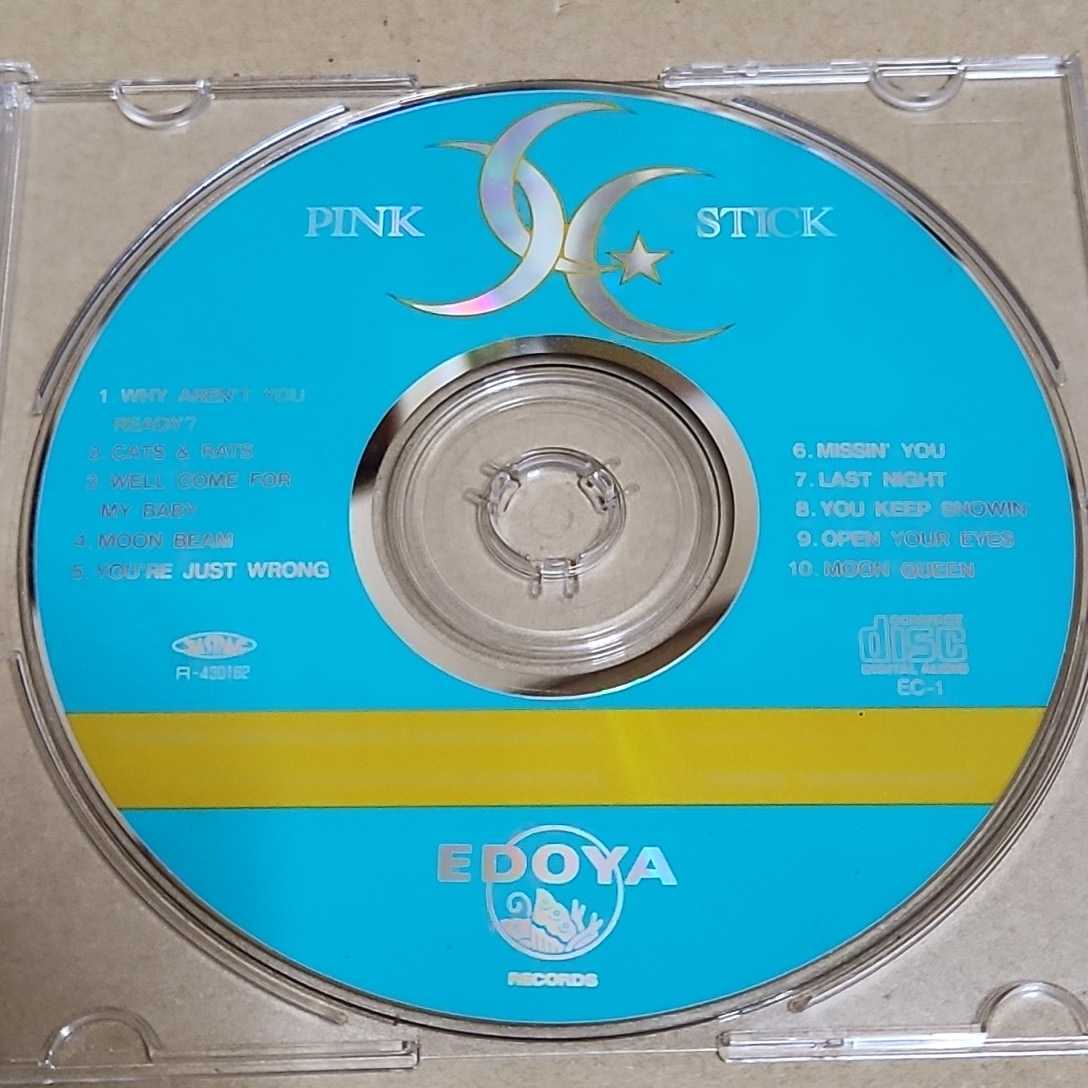 PINK STICK
1. WHY AREN'T YOU
READY?
2. CATS & RATS
3. WELL COME FOR
MY BABY
4. MOON BEAM
5. YOU'RE JUST WRONG
6. MISSIN' YOU
7. LAST NIGHT
8. YOU KEEP SNOWIN'
9. OPEN YOUR EYES
10. MOON QUEEN
JASRAC
R-430162
COMPACT
disc
DIGITAL AUDIO
EC-1
EDOYA
RECORDS